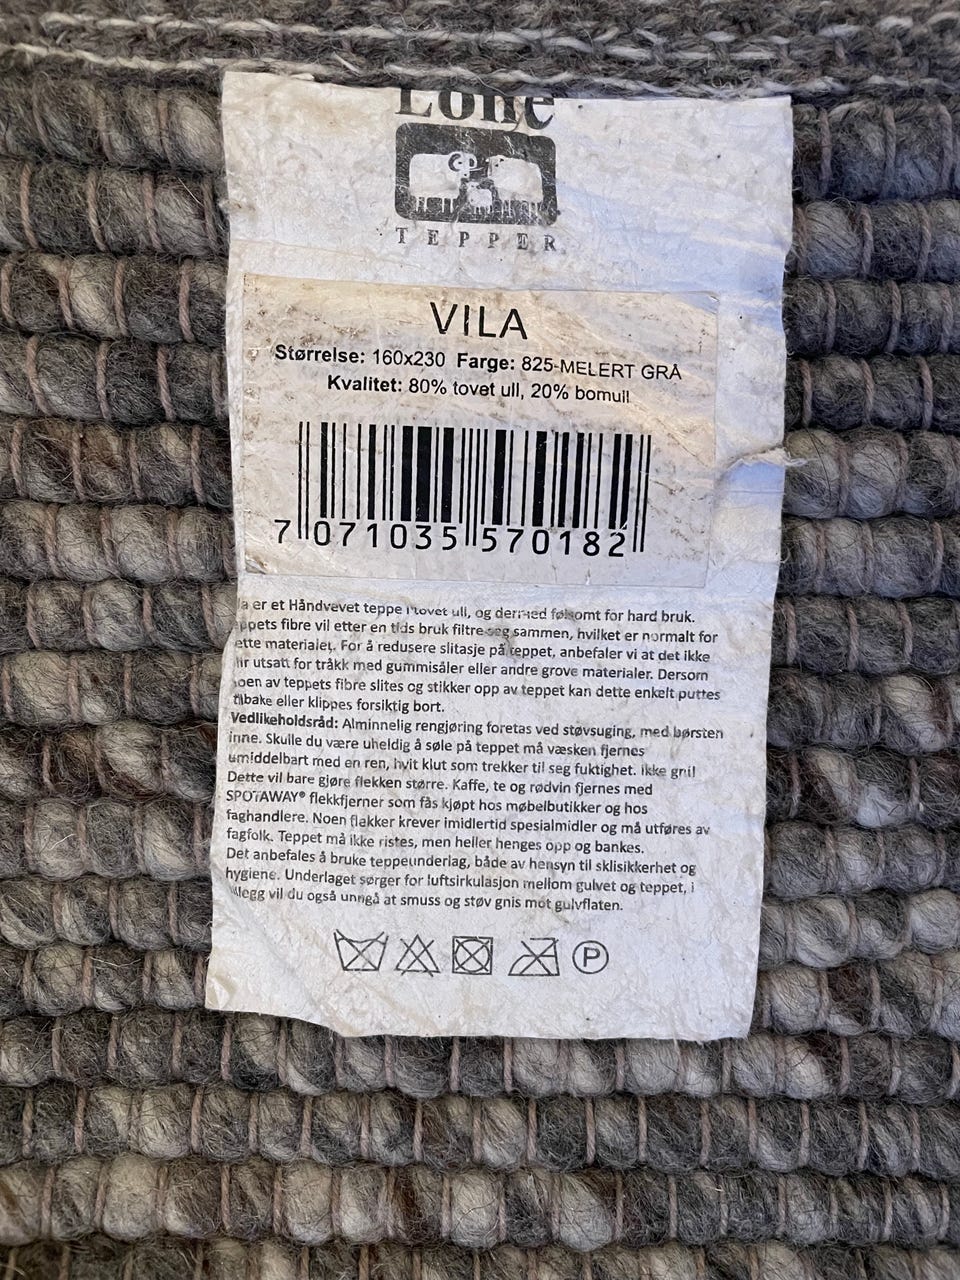 TEPPER
VILA
Størrelse: 160x230 Farge: 825-MELERT GRÅ
Kvalitet: 80% tovet ull, 20% bomull
7 071035 570182
er et Håndvevet teppe i tovet ull, og dermed følsomt for hard bruk.
ppets fibre vil etter en tids bruk filtre seg sammen, hvilket er normalt for
ette materialet. For å redusere slitasje på teppet, anbefaler vi at det ikke
lir utsatt for tråkk med gummisåler eller andre grove materialer. Dersom
noen av teppets fibre slites og stikker opp av teppet kan dette enkelt puttes
tilbake eller klippes forsiktig bort.
Vedlikeholdsråd: Alminnelig rengjøring foretas ved støvsuging, med børsten
inne. Skulle du være uheldig å søle på teppet må væsken fjernes
umiddelbart med en ren, hvit klut som trekker til seg fuktighet. Ikke gni!
Dette vil bare gjøre flekken større. Kaffe, te og rødvin fjernes med
SPOTAWAY® flekkfjerner som fås kjøpt hos møbelbutikker og hos
faghandlere. Noen flekker krever imidlertid spesialmidler og må utføres av
fagfolk. Teppet må ikke ristes, men heller henges opp og bankes.
Det anbefales å bruke teppeunderlag, både av hensyn til sklisikkerhet og
hygiene. Underlaget sørger for luftsirkulasjon mellom gulvet og teppet, i
tillegg vil du også unngå at smuss og støv gnis mot gulvflaten.
P